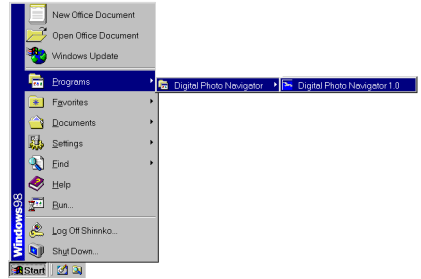 New Office Document
Open Office Document
Windows Update
Programs
Digital Photo Navigator
Digital Photo Navigator 1.0
Favorites
Documents
Settings
Find
Help
Run...
Log Off Shinnko...
Shut Down...
Windows98
Start